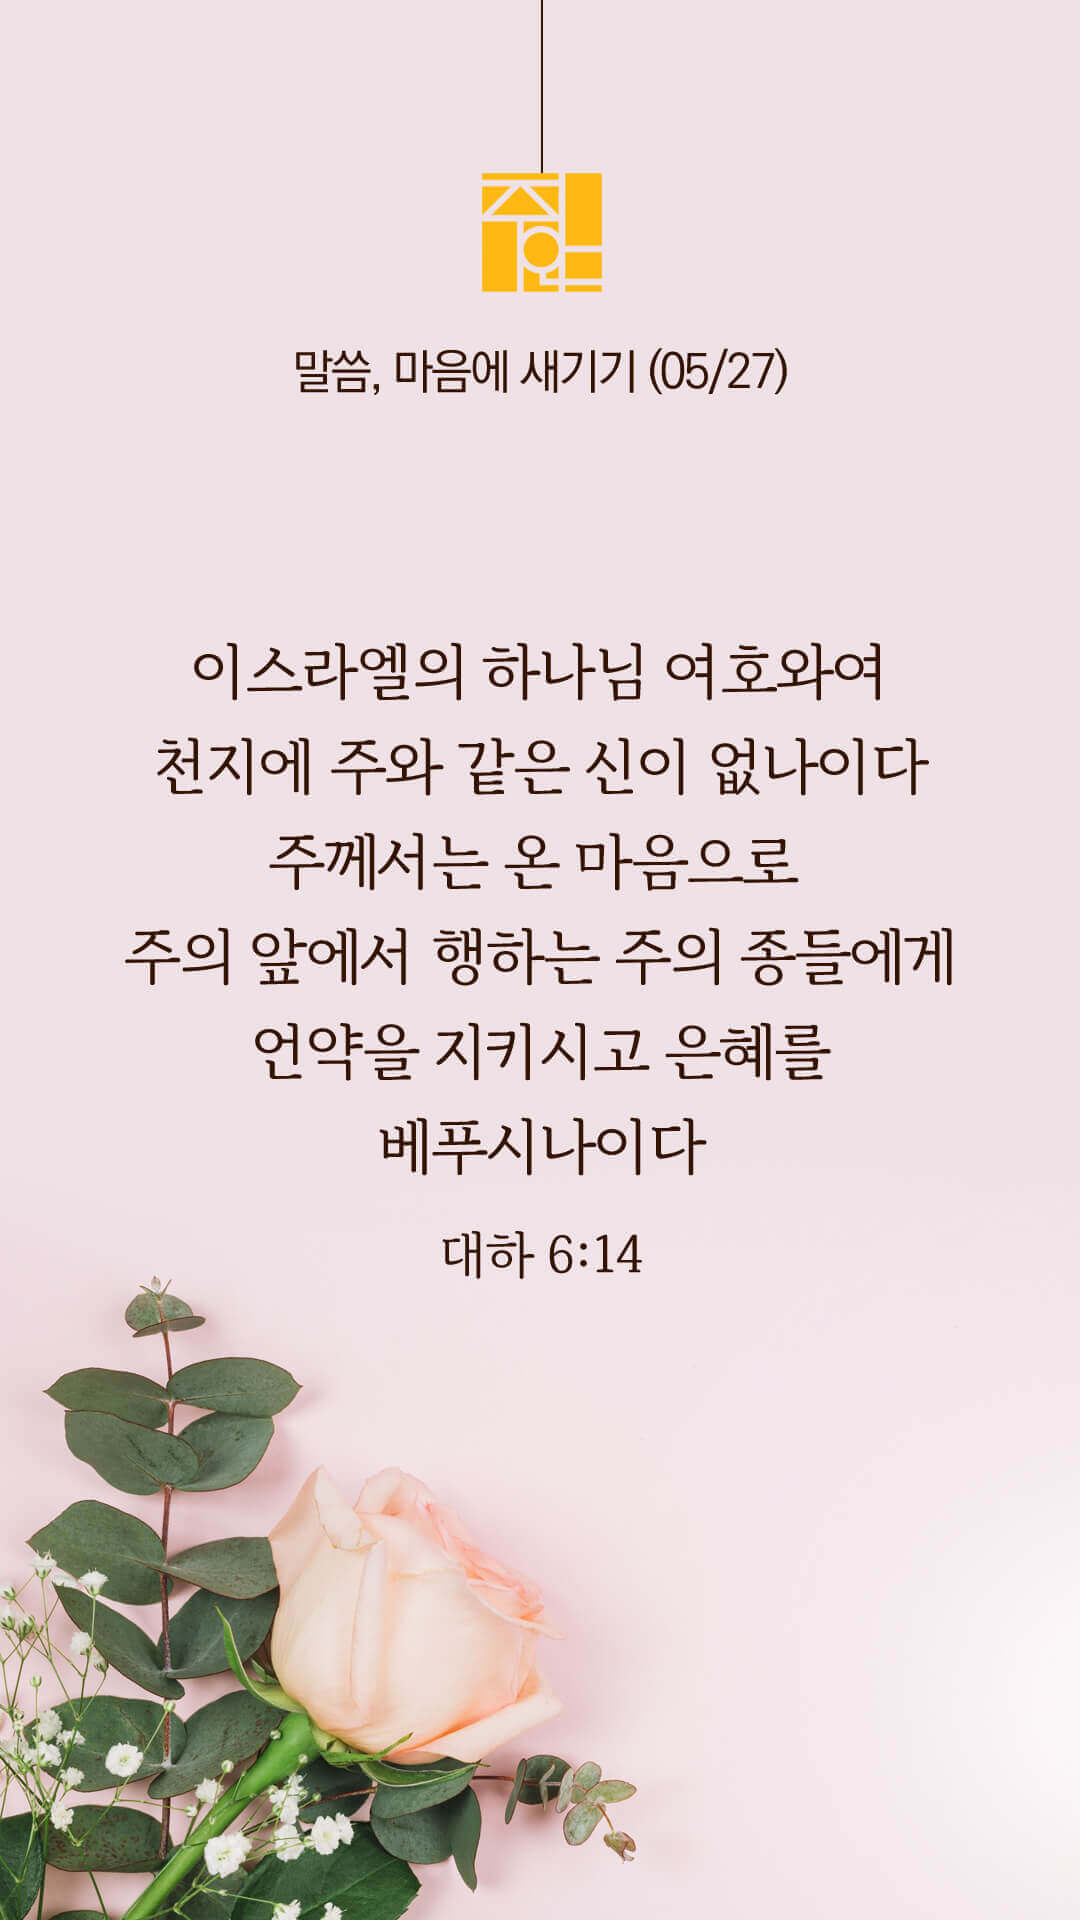 말씀, 마음에 새기기 (05/27)
이스라엘의 하나님 여호와여
천지에 주와 같은 신이 없나이다
주께서는 온 마음으로
주의 앞에서 행하는 주의 종들에게
언약을 지키시고 은혜를
베푸시나이다
대하 6:14